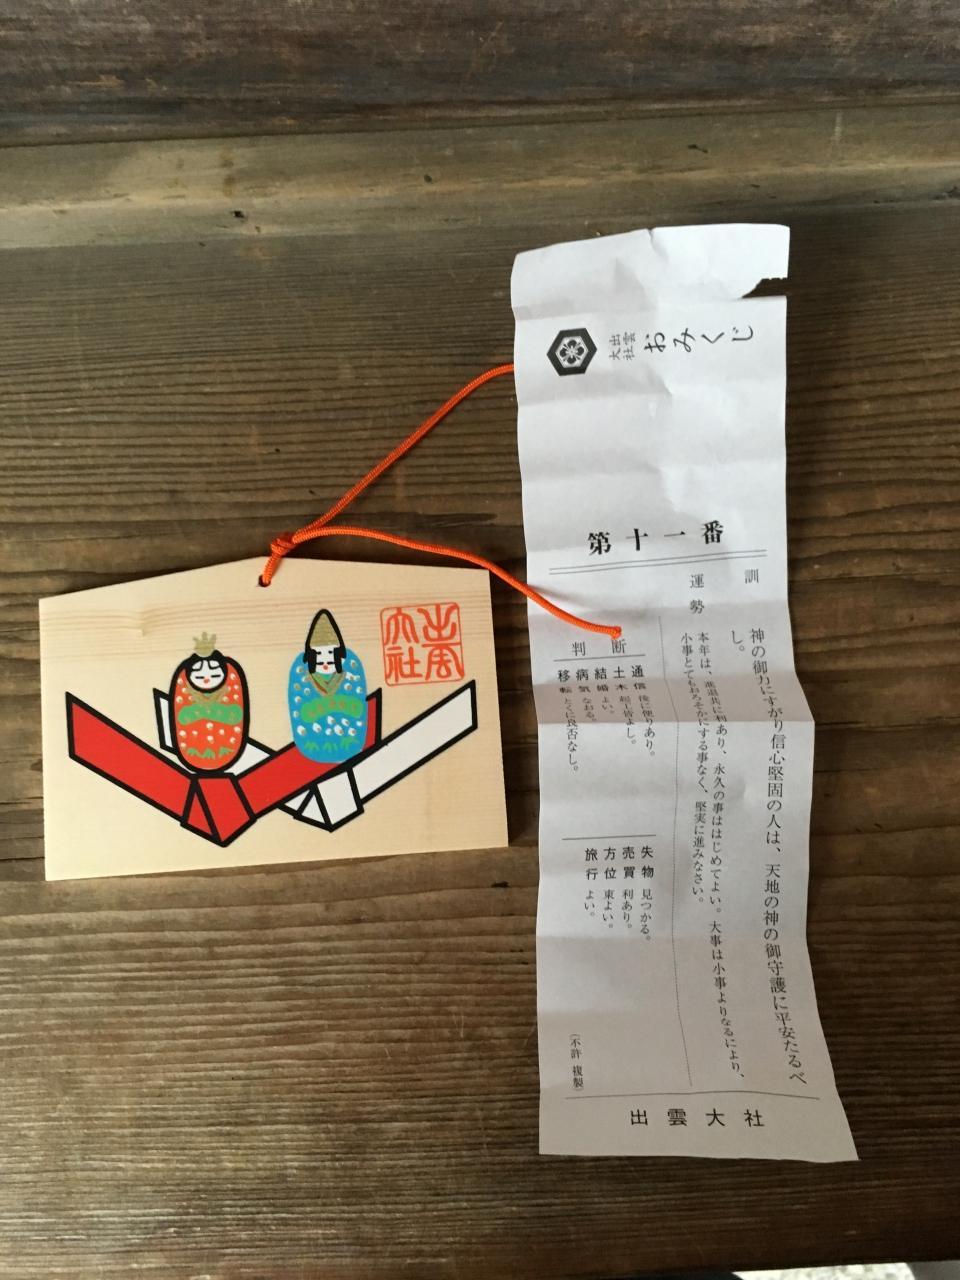 出雲
大社
おみくじ
第十一番
訓
神の御力にすがり信心堅固の人は、天地の神の御守護に平安たるべ
し。
運勢
本年は、進退共に利あり、永久の事ははじめてよい。大事は小事よりなるにより、
小事とてもおろそかにする事なく、堅実に進みなさい。
判断
通信 後に便りあり。
土木 起工皆よし。
結婚 よい。
病気 なおる。
移転 とくに良否なし。
失物 見つかる。
売買 利あり。
方位 東よい。
旅行 よい。
(不許 複製)
出雲大社
出雲
大社